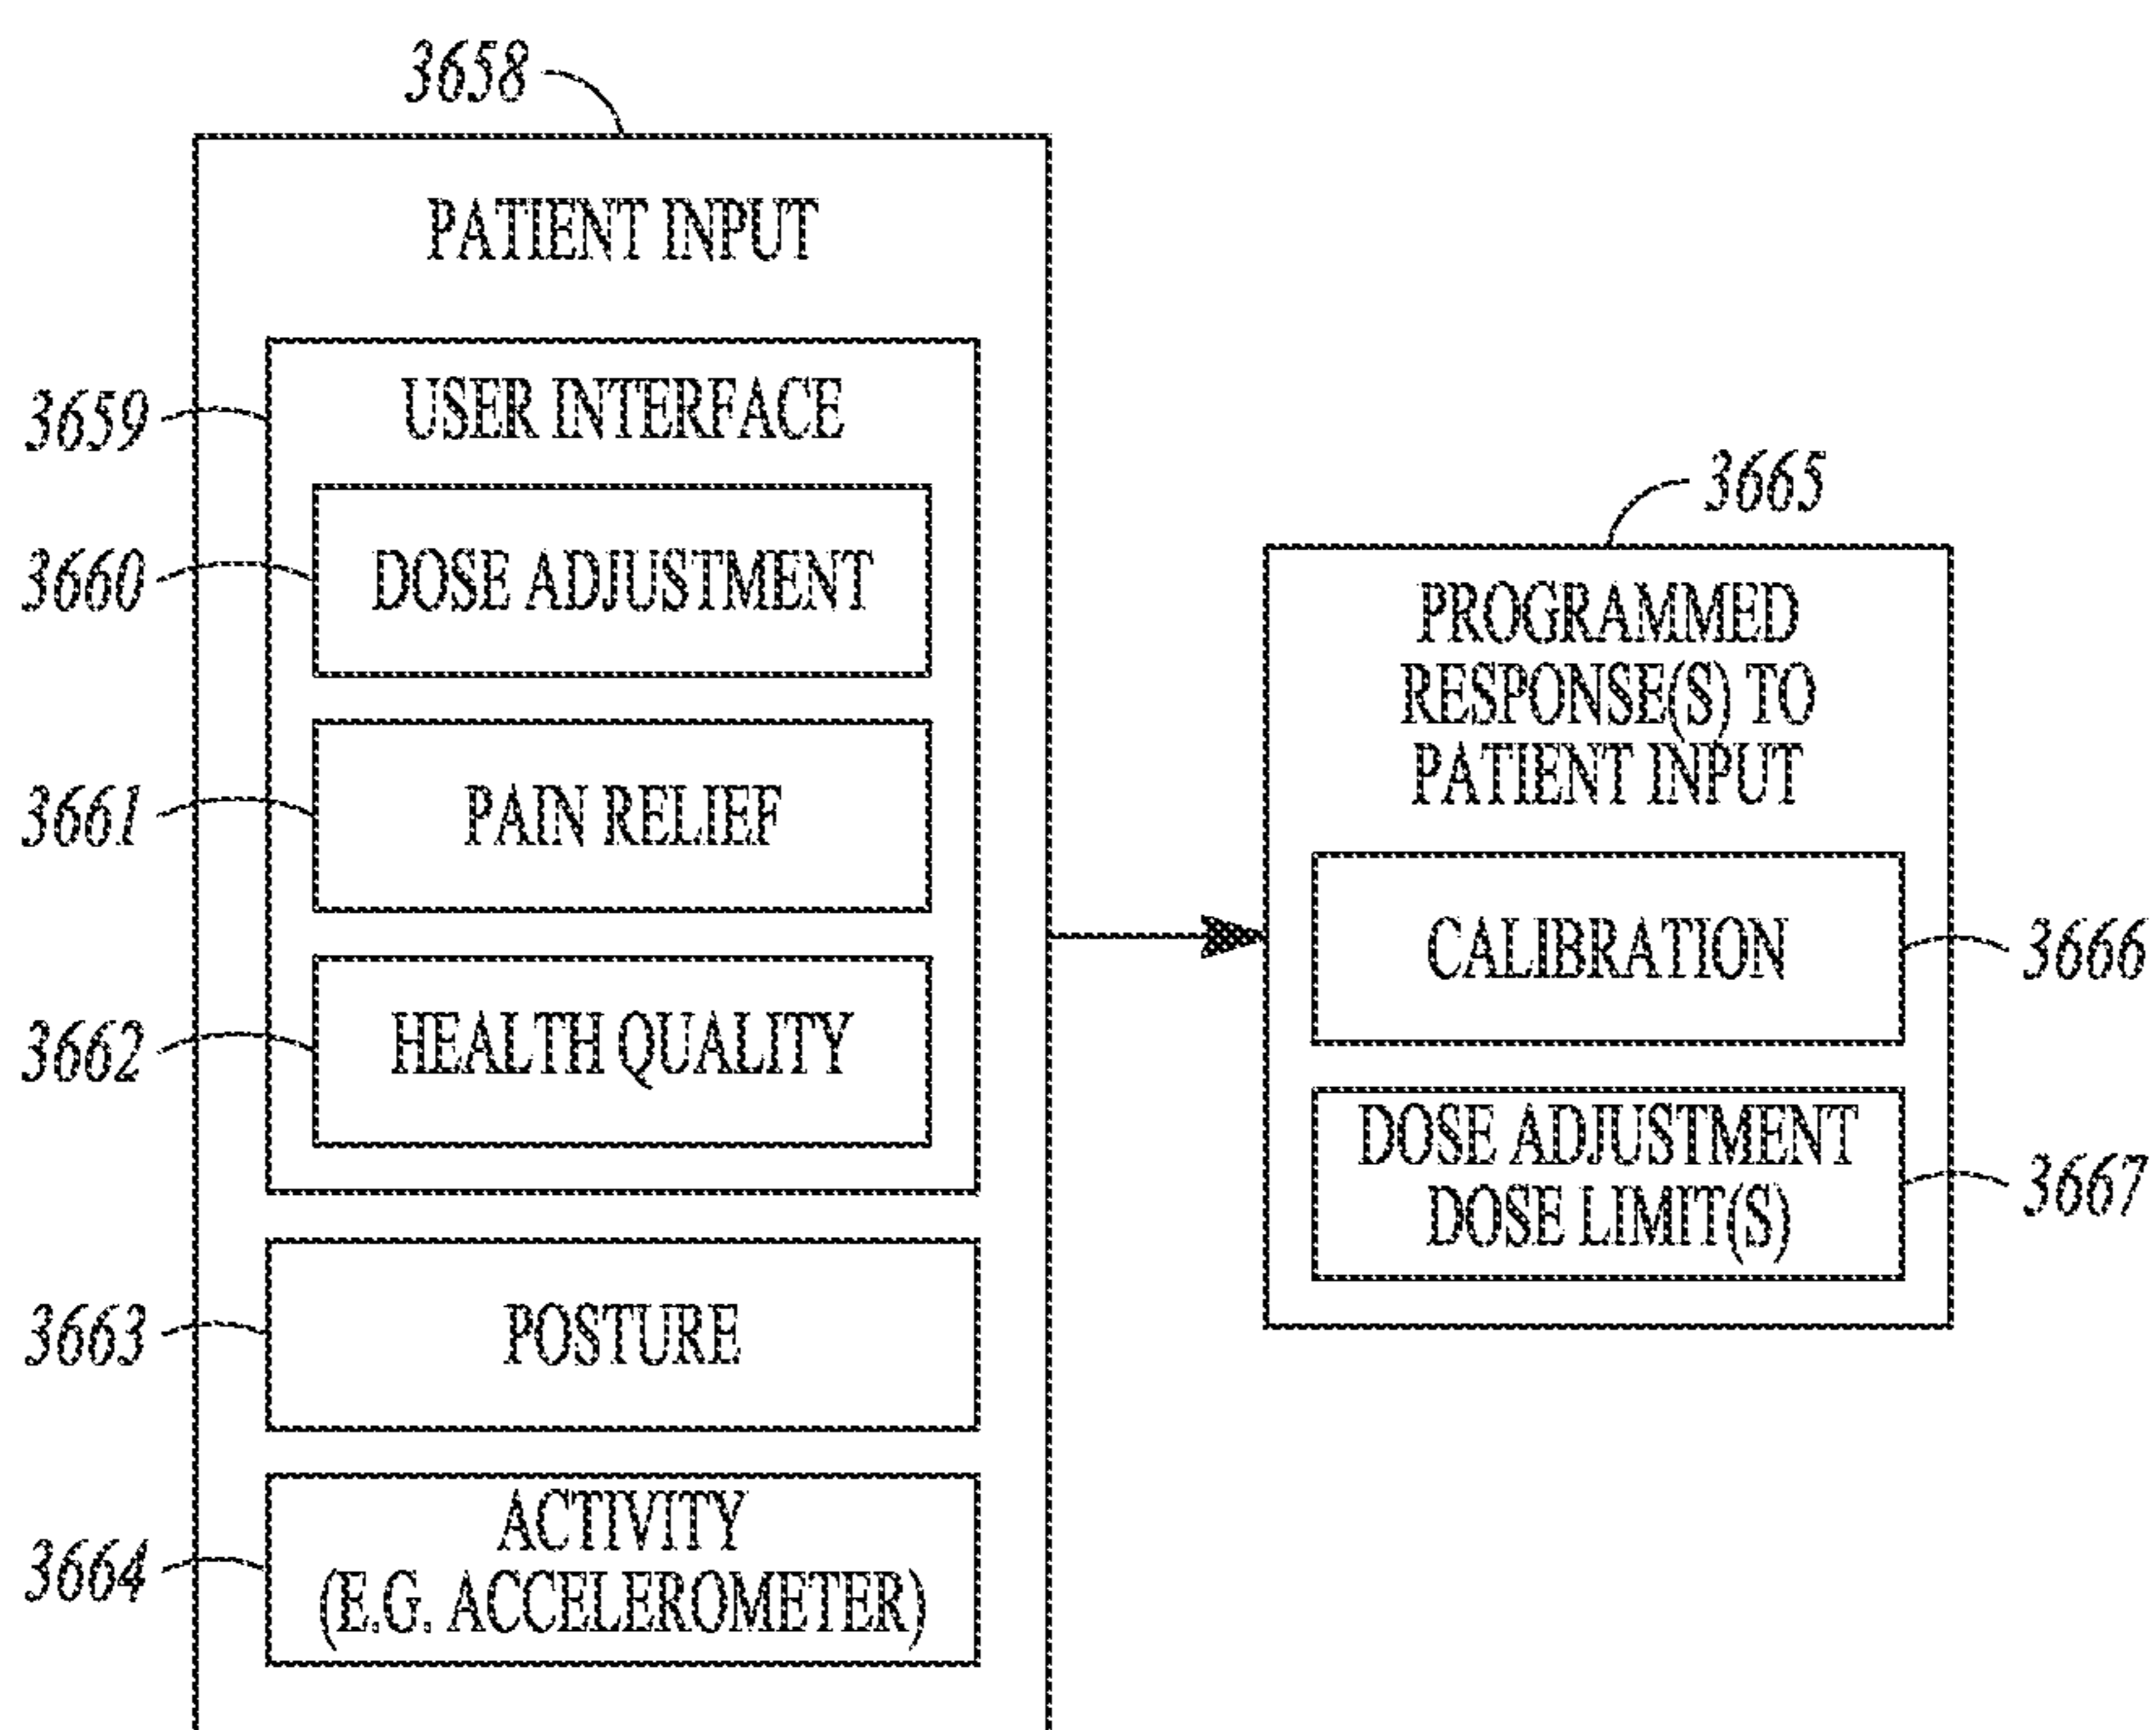 3658
PATIENT INPUT
3659
USER INTERFACE
3660
DOSE ADJUSTMENT
3661
PAIN RELIEF
3662
HEALTH QUALITY
3663
POSTURE
3664
ACTIVITY
(E.G. ACCELEROMETER)
3665
PROGRAMMED
RESPONSE(S) TO
PATIENT INPUT
CALIBRATION
3666
DOSE ADJUSTMENT
DOSE LIMIT(S)
3667